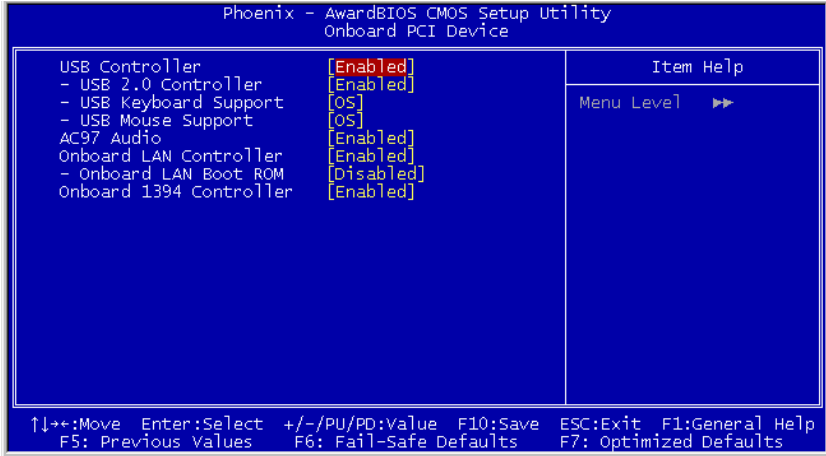 Phoenix - AwardBIOS CMOS Setup Utility
Onboard PCI Device
USB Controller [Enabled]
- USB 2.0 Controller [Enabled]
- USB Keyboard Support [OS]
- USB Mouse Support [OS]
AC97 Audio [Enabled]
Onboard LAN Controller [Enabled]
- Onboard LAN Boot ROM [Disabled]
Onboard 1394 Controller [Enabled]
Item Help
Menu Level ▶▶
↑↓→←:Move Enter:Select +/-/PU/PD:Value F10:Save ESC:Exit F1:General Help
F5: Previous Values F6: Fail-Safe Defaults F7: Optimized Defaults